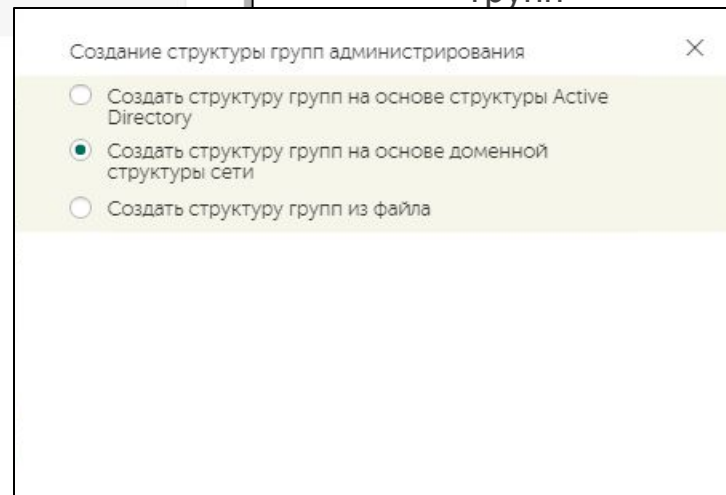 групп
Создание структуры групп администрирования
Создать структуру групп на основе структуры Active
Directory
Создать структуру групп на основе доменной
структуры сети
Создать структуру групп из файла